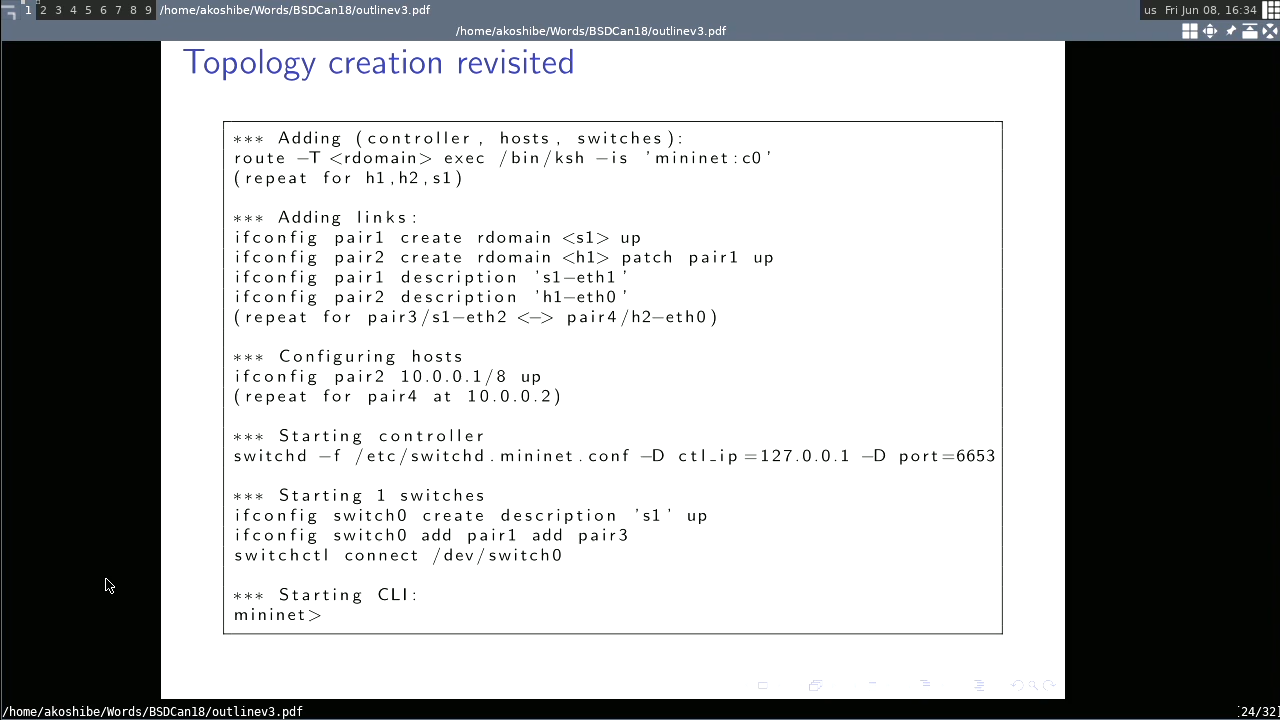 1 2 3 4 5 6 7 8 9 /home/akoshibe/Words/BSDCan18/outlinev3.pdf us Fri Jun 08, 16:34
/home/akoshibe/Words/BSDCan18/outlinev3.pdf
Topology creation revisited
*** Adding (controller, hosts, switches):
route −T <rdomain> exec /bin/ksh −is 'mininet:c0'
(repeat for h1,h2,s1)
*** Adding links:
ifconfig pair1 create rdomain <s1> up
ifconfig pair2 create rdomain <h1> patch pair1 up
ifconfig pair1 description 's1−eth1'
ifconfig pair2 description 'h1−eth0'
(repeat for pair3/s1−eth2 <−> pair4/h2−eth0)
*** Configuring hosts
ifconfig pair2 10.0.0.1/8 up
(repeat for pair4 at 10.0.0.2)
*** Starting controller
switchd −f /etc/switchd.mininet.conf −D ctl_ip=127.0.0.1 −D port=6653
*** Starting 1 switches
ifconfig switch0 create description 's1' up
ifconfig switch0 add pair1 add pair3
switchctl connect /dev/switch0
*** Starting CLI:
mininet>
/home/akoshibe/Words/BSDCan18/outlinev3.pdf 24/32